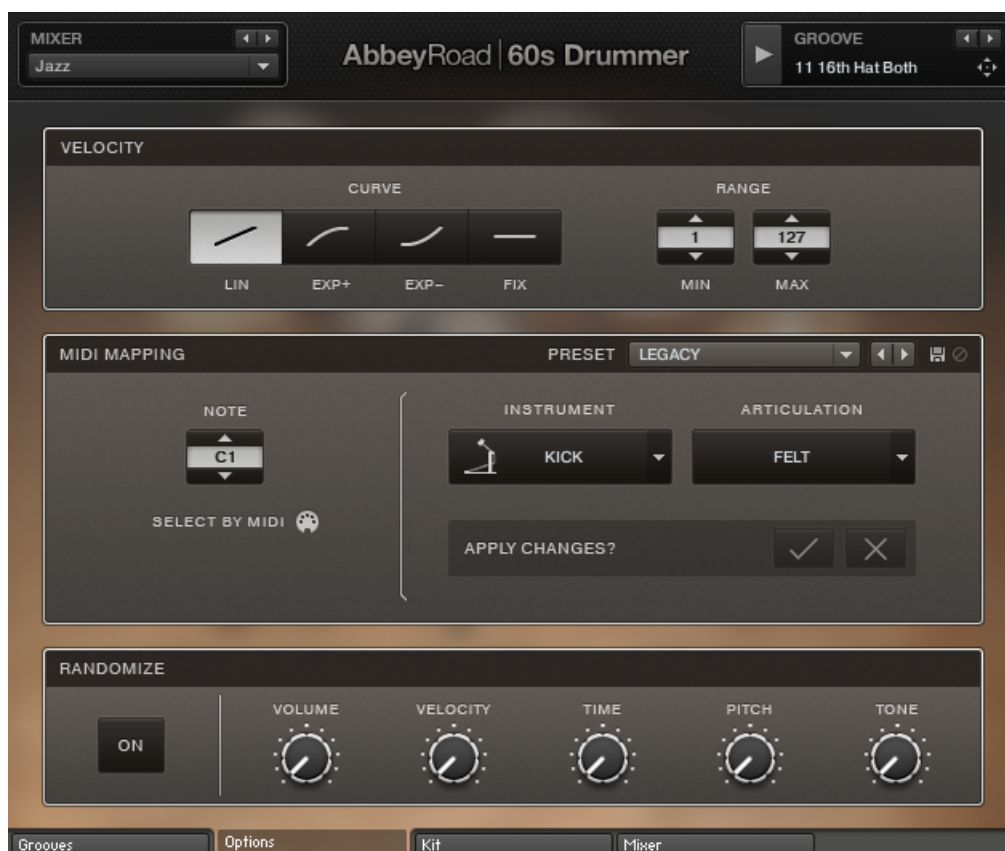 MIXER
Jazz
AbbeyRoad | 60s Drummer
GROOVE
11 16th Hat Both
VELOCITY
CURVE
RANGE
1
127
LIN
EXP+
EXP–
FIX
MIN
MAX
MIDI MAPPING
PRESET
LEGACY
NOTE
INSTRUMENT
ARTICULATION
C1
KICK
FELT
SELECT BY MIDI
APPLY CHANGES?
RANDOMIZE
VOLUME
VELOCITY
TIME
PITCH
TONE
ON
Grooves
Options
Kit
Mixer